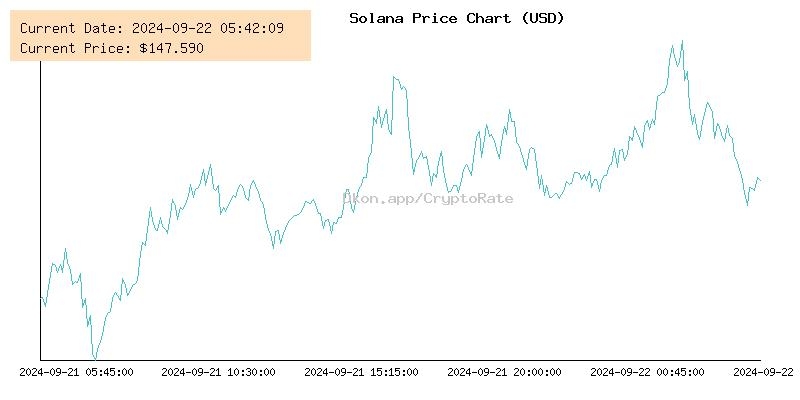 Solana Price Chart (USD)
Current Date: 2024-09-22 05:42:09
Current Price: $147.590
Ukon.app/CryptoRate
2024-09-21 05:45:00 2024-09-21 10:30:00 2024-09-21 15:15:00 2024-09-21 20:00:00 2024-09-22 00:45:00 2024-09-22